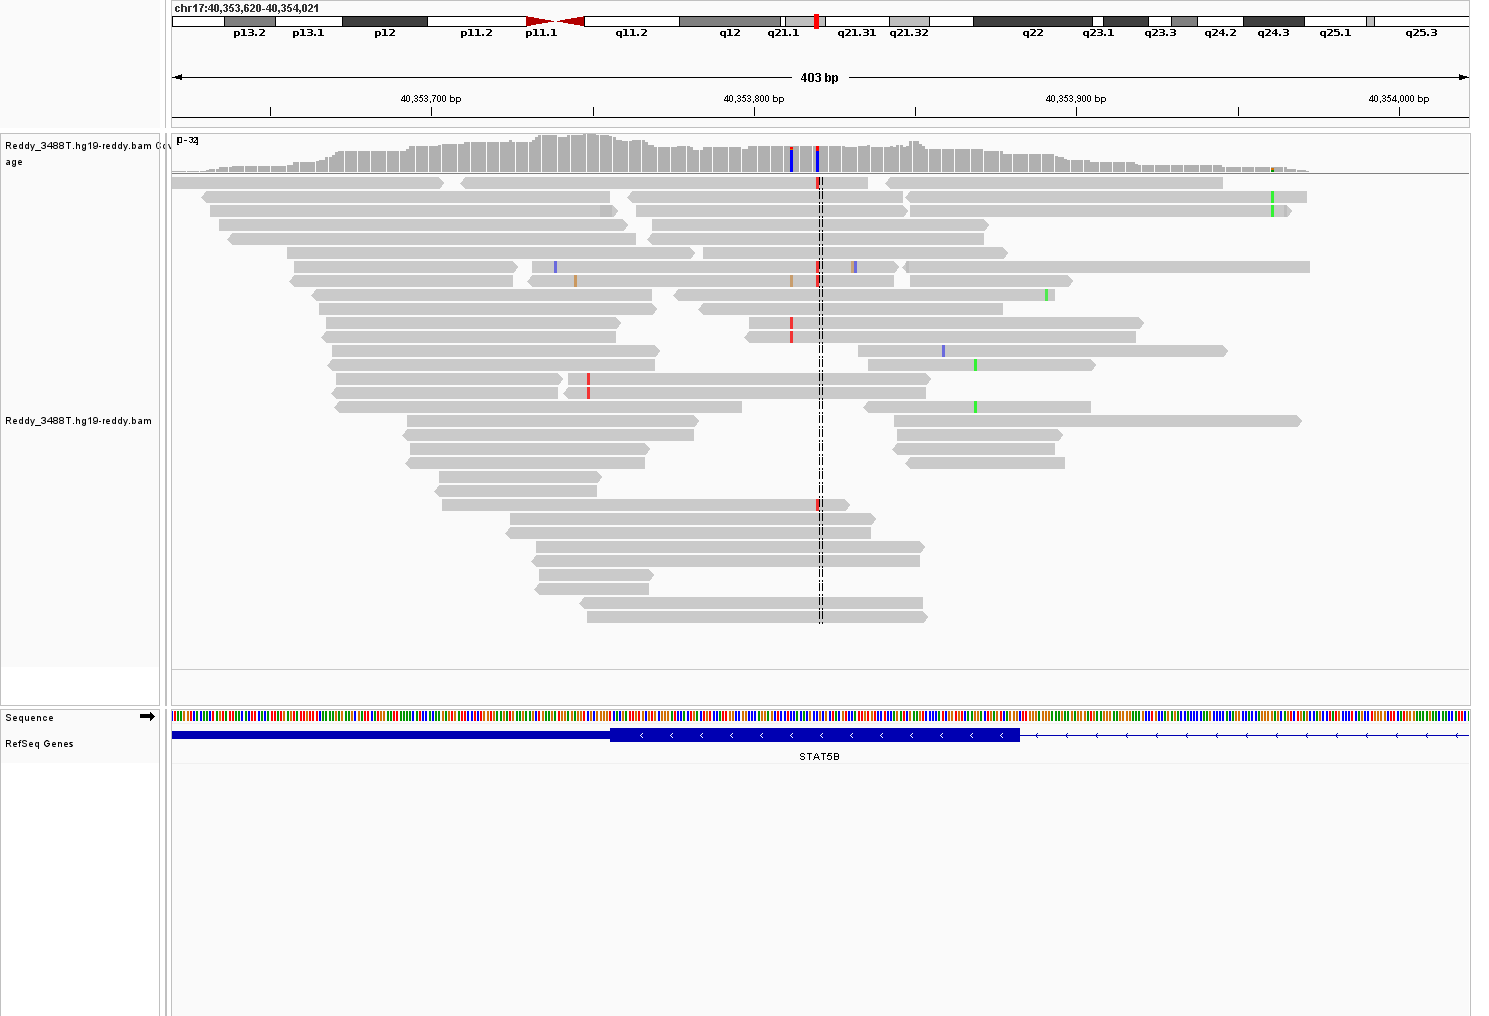 chr17:40,353,620-40,354,021
p13.2 p13.1 p12 p11.2 p11.1 q11.2 q12 q21.1 q21.31 q21.32 q22 q23.1 q23.3 q24.2 q24.3 q25.1 q25.3
403 bp
40,353,700 bp 40,353,800 bp 40,353,900 bp 40,354,000 bp
[0-32]
Reddy_3488T.hg19-reddy.bam Cov
age
Reddy_3488T.hg19-reddy.bam
Sequence
RefSeq Genes
STAT5B